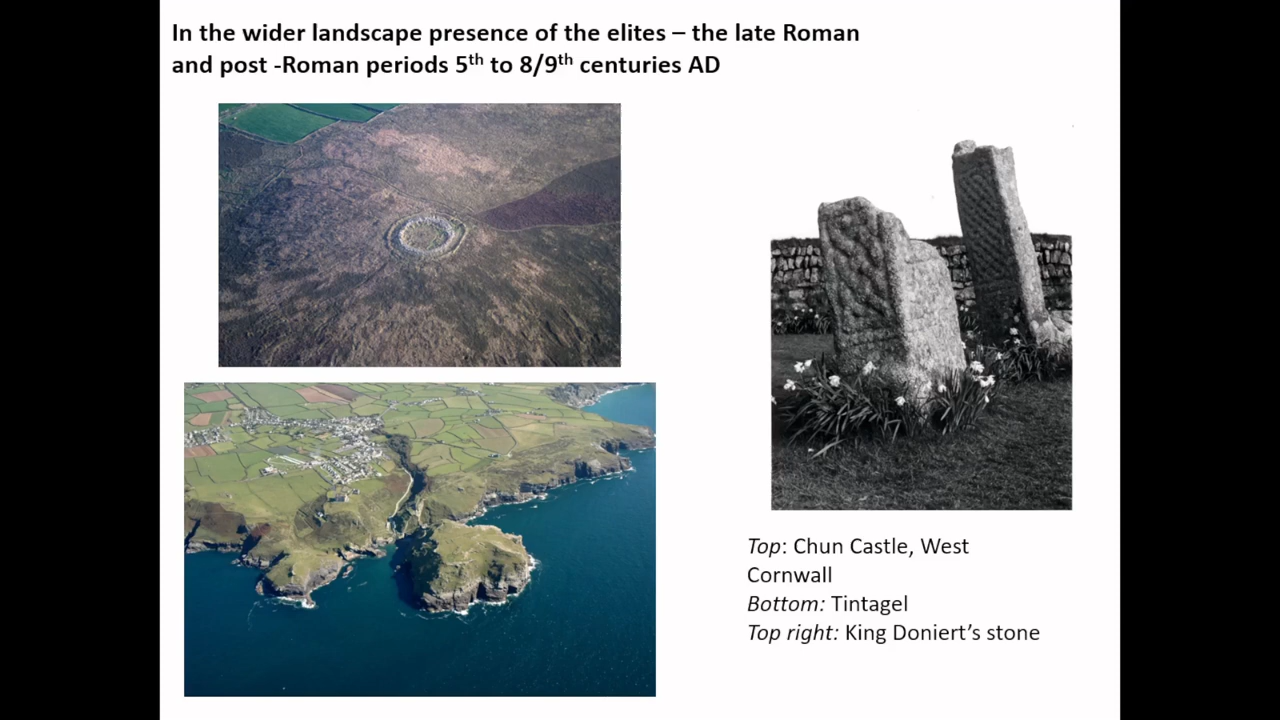 In the wider landscape presence of the elites – the late Roman
and post -Roman periods 5th to 8/9th centuries AD
Top: Chun Castle, West
Cornwall
Bottom: Tintagel
Top right: King Doniert’s stone